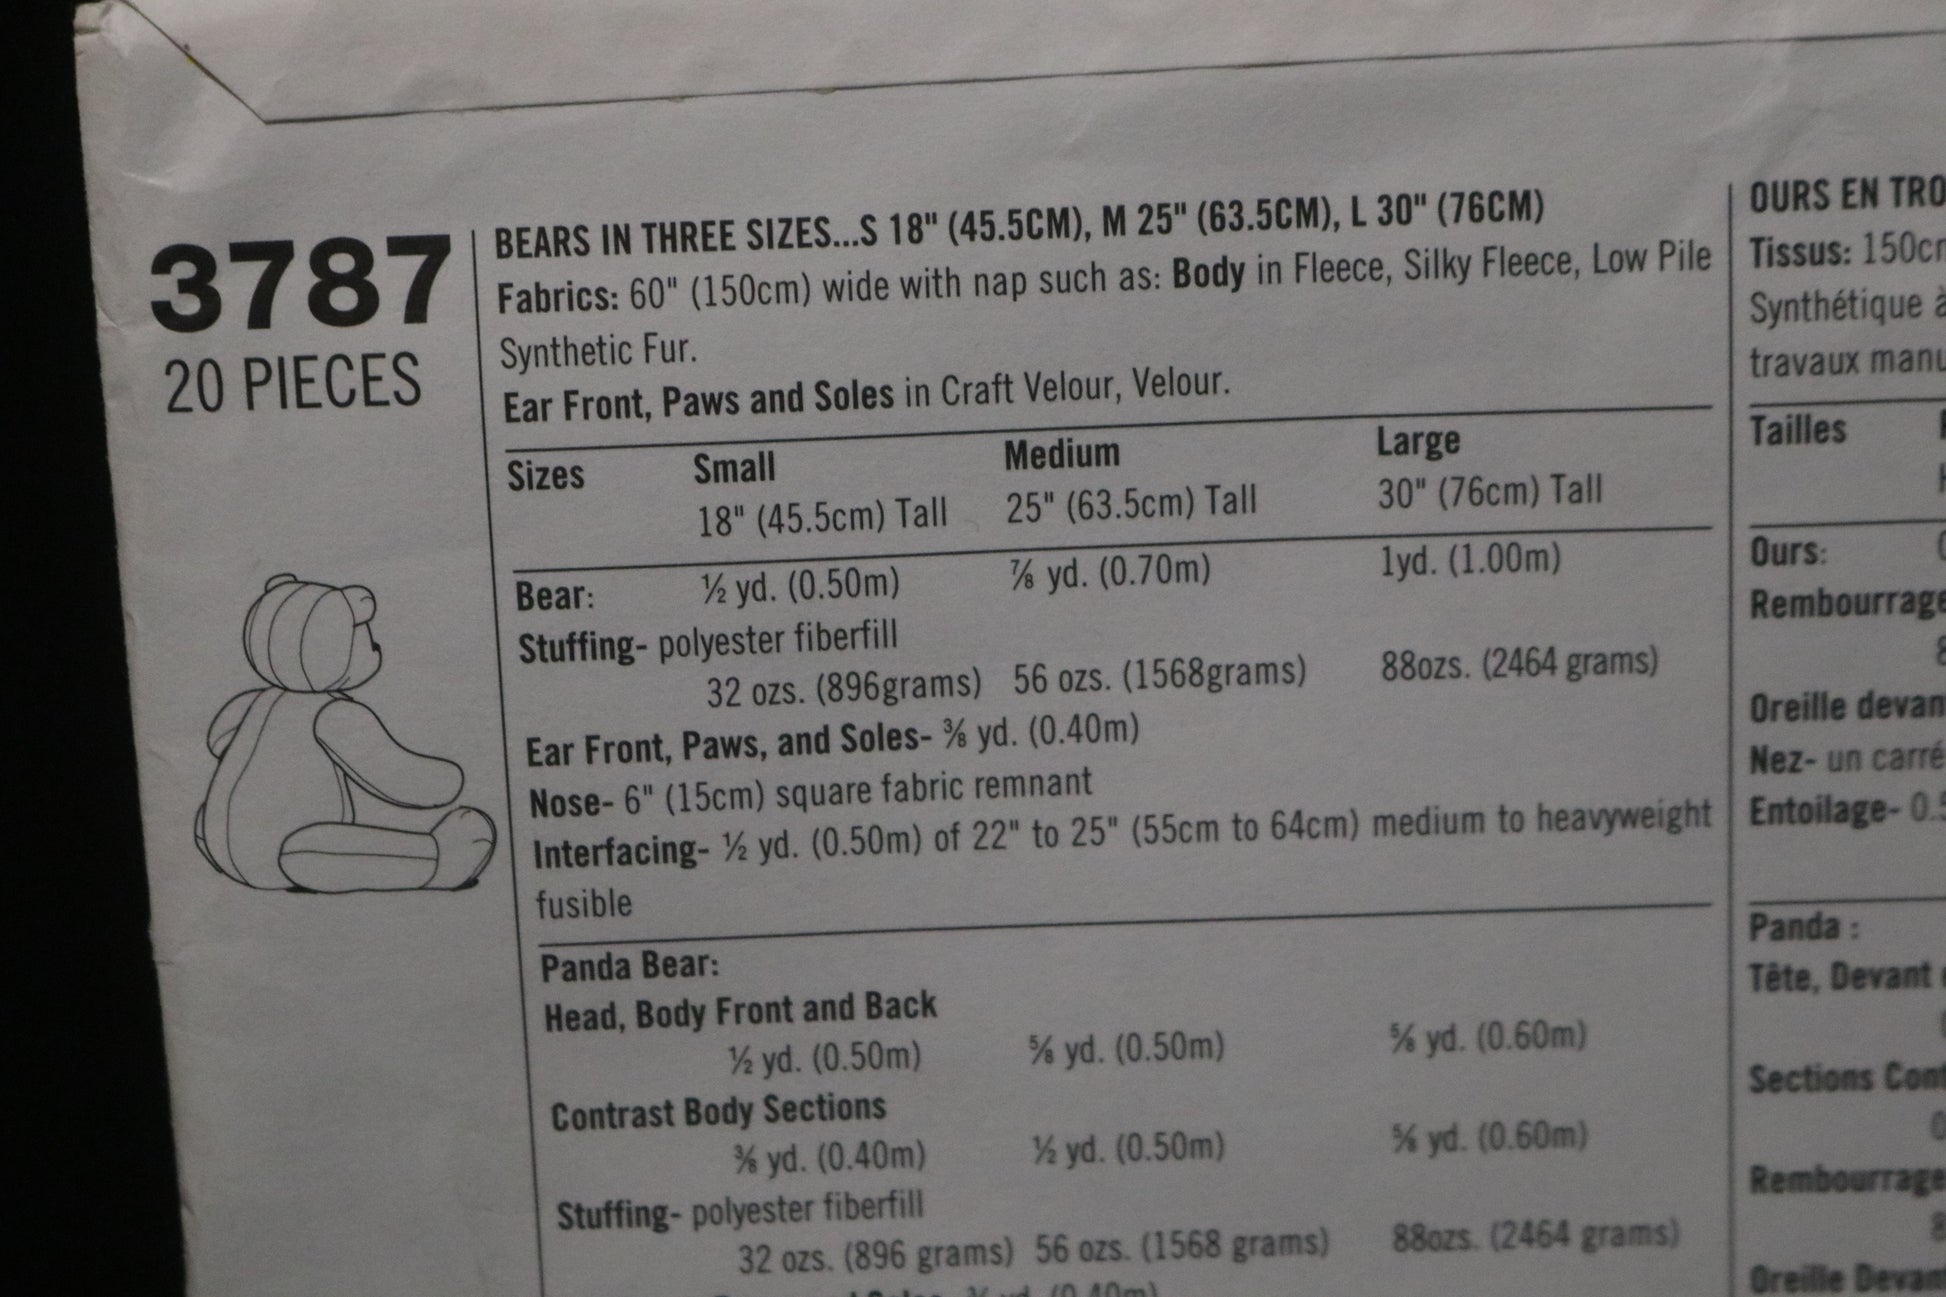 3787
20 PIECES
BEARS IN THREE SIZES...S 18" (45.5CM), M 25" (63.5CM), L 30" (76CM)
Fabrics: 60" (150cm) wide with nap such as: Body in Fleece, Silky Fleece, Low Pile
Synthetic Fur.
Ear Front, Paws and Soles in Craft Velour, Velour.
Sizes Small Medium Large
18" (45.5cm) Tall 25" (63.5cm) Tall 30" (76cm) Tall
Bear: ½ yd. (0.50m) ⅞ yd. (0.70m) 1yd. (1.00m)
Stuffing- polyester fiberfill
32 ozs. (896grams) 56 ozs. (1568grams) 88ozs. (2464 grams)
Ear Front, Paws, and Soles- ⅜ yd. (0.40m)
Nose- 6" (15cm) square fabric remnant
Interfacing- ½ yd. (0.50m) of 22" to 25" (55cm to 64cm) medium to heavyweight
fusible
Panda Bear:
Head, Body Front and Back
½ yd. (0.50m) ⅝ yd. (0.50m) ⅝ yd. (0.60m)
Contrast Body Sections
⅜ yd. (0.40m) ½ yd. (0.50m) ⅝ yd. (0.60m)
Stuffing- polyester fiberfill
32 ozs. (896 grams) 56 ozs. (1568 grams) 88ozs. (2464 grams)
yd. (0.40m)
OURS EN TRO
Tissus: 150cm
Synthétique à
travaux manu
Tailles
Ours:
Rembourrage
Oreille devan
Nez- un carré
Entoilage- 0.5
Panda :
Tête, Devant
Sections Cont
Rembourrage
Oreille Devan